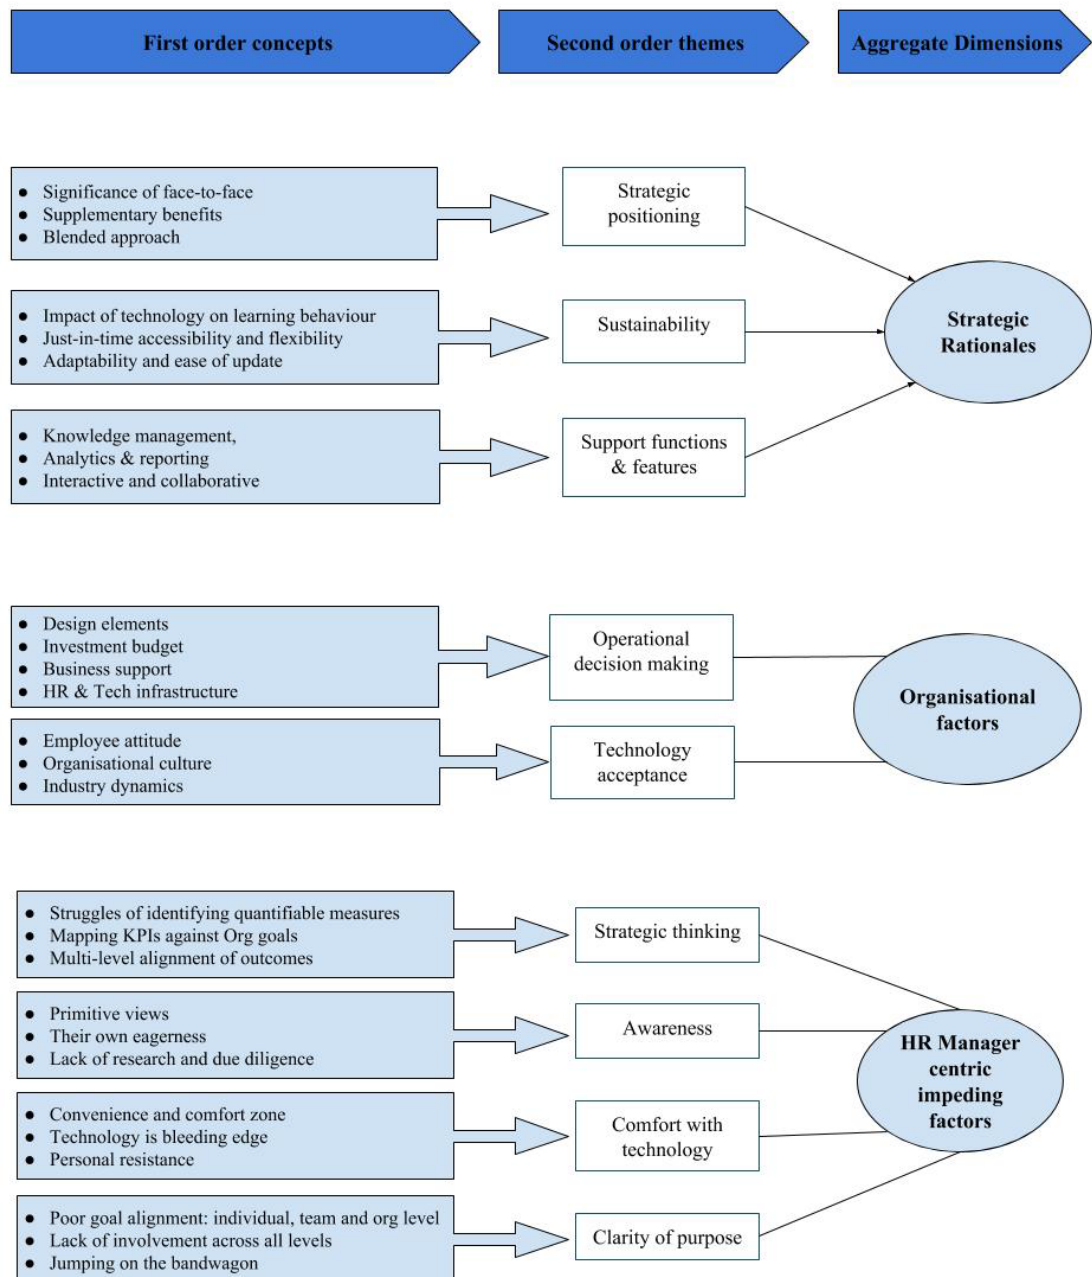 First order concepts
Second order themes
Aggregate Dimensions
● Significance of face-to-face
● Supplementary benefits
● Blended approach
Strategic
positioning
● Impact of technology on learning behaviour
● Just-in-time accessibility and flexibility
● Adaptability and ease of update
Sustainability
Strategic
Rationales
● Knowledge management,
● Analytics & reporting
● Interactive and collaborative
Support functions
& features
● Design elements
● Investment budget
● Business support
● HR & Tech infrastructure
Operational
decision making
Organisational
factors
● Employee attitude
● Organisational culture
● Industry dynamics
Technology
acceptance
● Struggles of identifying quantifiable measures
● Mapping KPIs against Org goals
● Multi-level alignment of outcomes
Strategic thinking
● Primitive views
● Their own eagerness
● Lack of research and due diligence
Awareness
HR Manager
centric
impeding
factors
● Convenience and comfort zone
● Technology is bleeding edge
● Personal resistance
Comfort with
technology
● Poor goal alignment: individual, team and org level
● Lack of involvement across all levels
● Jumping on the bandwagon
Clarity of purpose